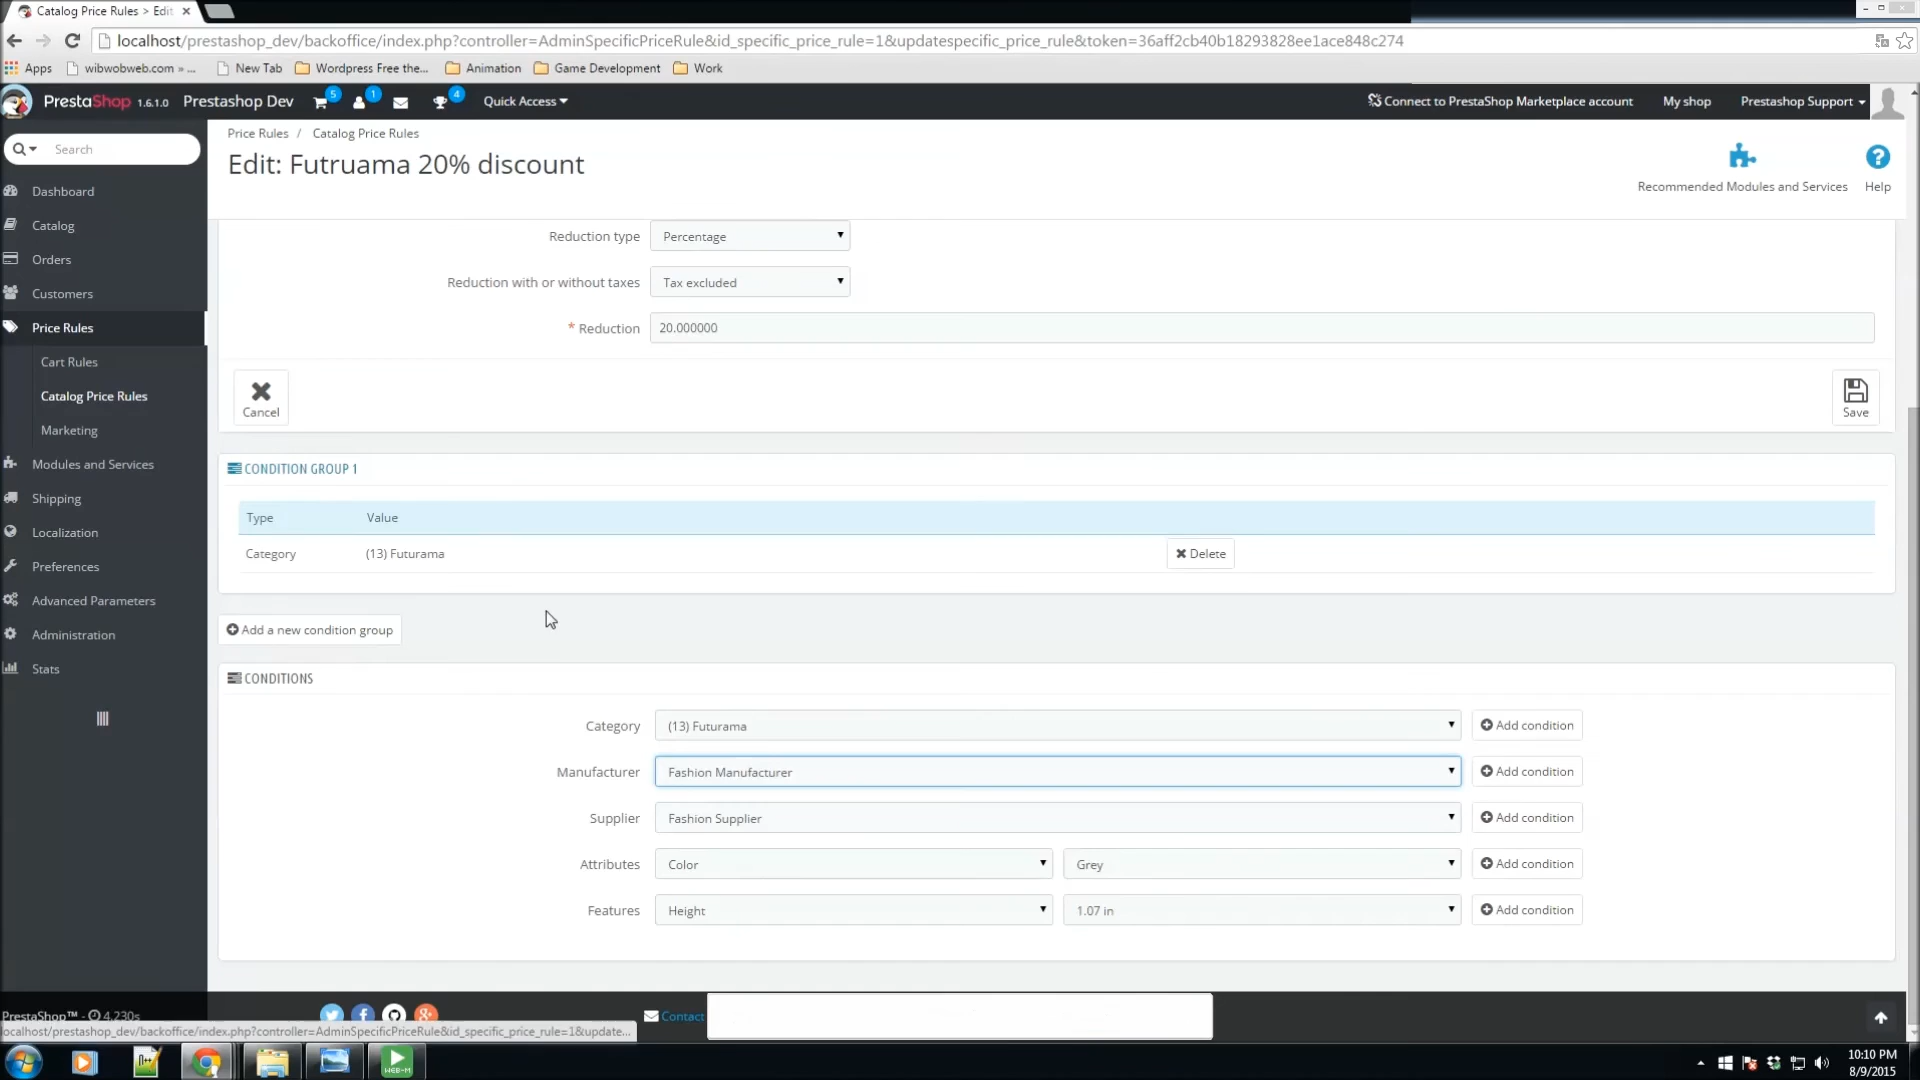 Catalog Price Rules > Edit
localhost/prestashop_dev/backoffice/index.php?controller=AdminSpecificPriceRule&id_specific_price_rule=1&updatespecific_price_rule&token=36aff2cb40b18293828ee1ace848c274
Apps wibwobweb.com » ... New Tab Wordpress Free the... Animation Game Development Work
PrestaShop 1.6.1.0 Prestashop Dev 5 1 4 Quick Access Connect to PrestaShop Marketplace account My shop Prestashop Support
Search
Dashboard
Catalog
Orders
Customers
Price Rules
Cart Rules
Catalog Price Rules
Marketing
Modules and Services
Shipping
Localization
Preferences
Advanced Parameters
Administration
Stats
Price Rules / Catalog Price Rules
Edit: Futruama 20% discount
Recommended Modules and Services Help
Reduction type Percentage
Reduction with or without taxes Tax excluded
* Reduction 20.000000
Cancel Save
CONDITION GROUP 1
Type Value
Category (13) Futurama Delete
Add a new condition group
CONDITIONS
Category (13) Futurama Add condition
Manufacturer Fashion Manufacturer Add condition
Supplier Fashion Supplier Add condition
Attributes Color Grey Add condition
Features Height 1.07 in Add condition
PrestaShop™ - 4.230s Contact
localhost/prestashop_dev/backoffice/index.php?controller=AdminSpecificPriceRule&id_specific_price_rule=1&update...
WEB-M
10:10 PM
8/9/2015